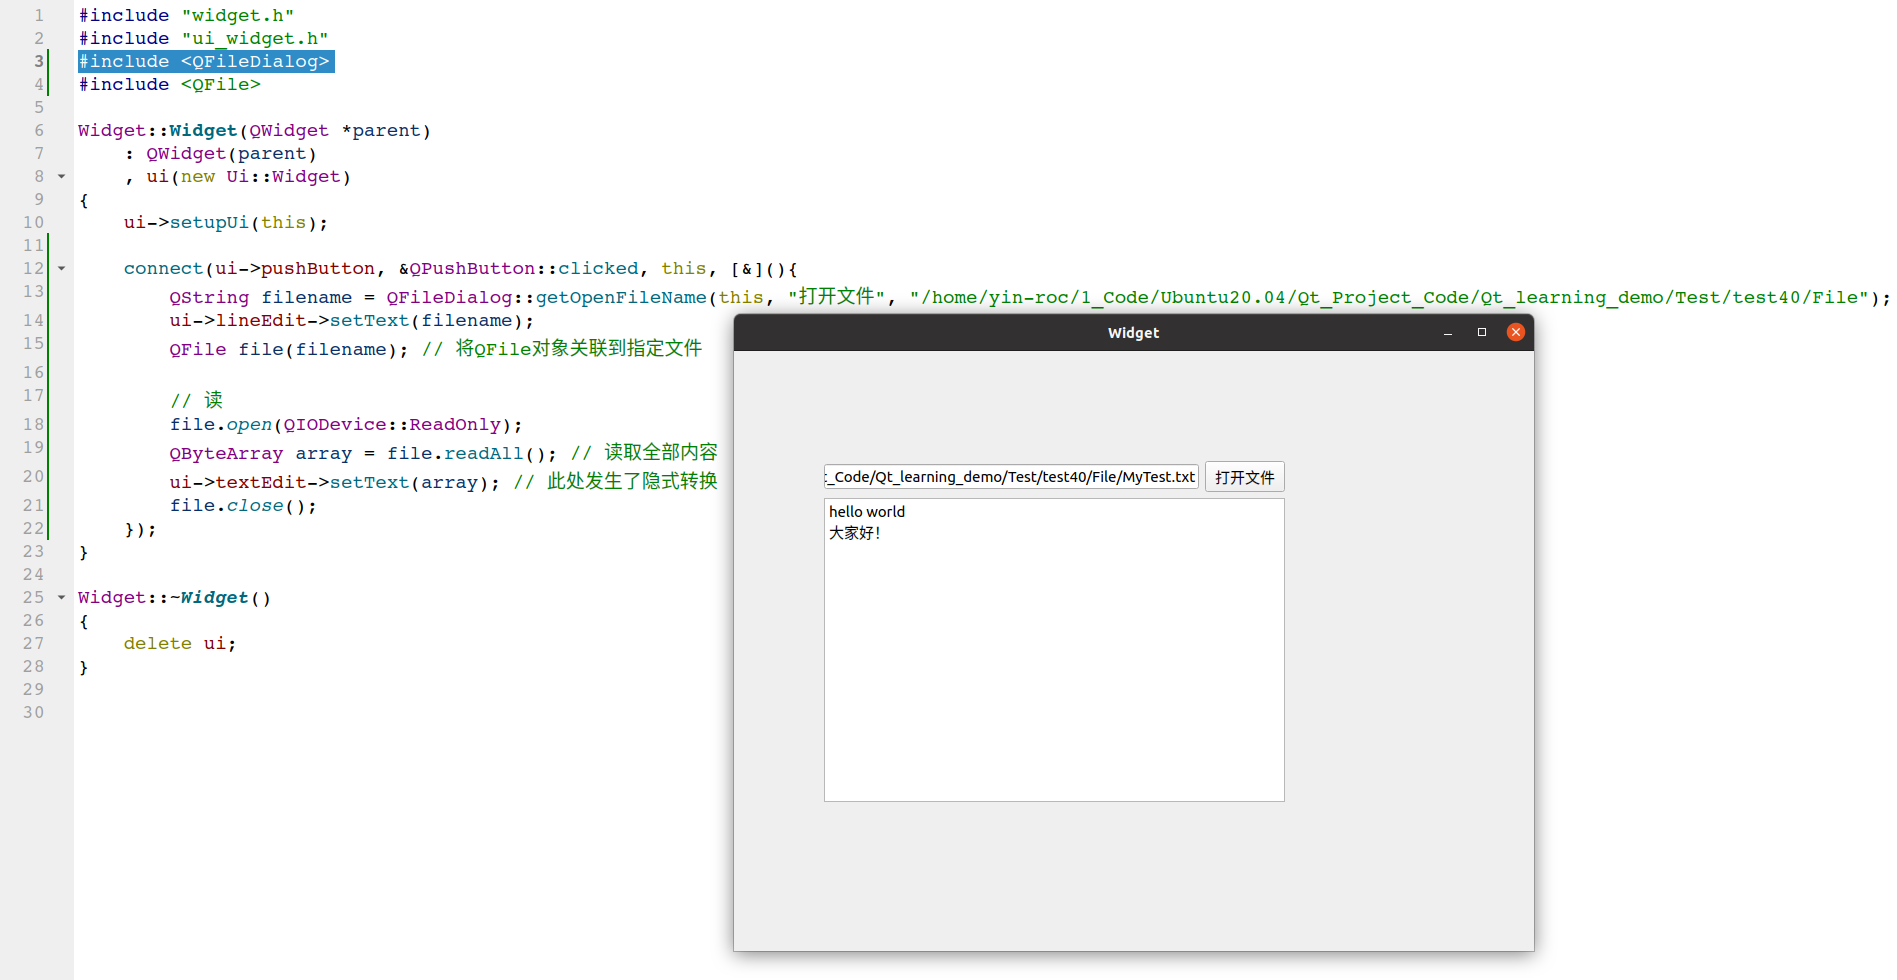 1 #include "widget.h"
2 #include "ui_widget.h"
3 #include <QFileDialog>
4 #include <QFile>
5
6 Widget::Widget(QWidget *parent)
7     : QWidget(parent)
8     , ui(new Ui::Widget)
9 {
10     ui->setupUi(this);
11
12     connect(ui->pushButton, &QPushButton::clicked, this, [&](){
13         QString filename = QFileDialog::getOpenFileName(this, "打开文件", "/home/yin-roc/1_Code/Ubuntu20.04/Qt_Project_Code/Qt_learning_demo/Test/test40/File");
14         ui->lineEdit->setText(filename);
15         QFile file(filename); // 将QFile对象关联到指定文件
16
17         // 读
18         file.open(QIODevice::ReadOnly);
19         QByteArray array = file.readAll(); // 读取全部内容
20         ui->textEdit->setText(array); // 此处发生了隐式转换
21         file.close();
22     });
23 }
24
25 Widget::~Widget()
26 {
27     delete ui;
28 }
29
30
Widget
t_Code/Qt_learning_demo/Test/test40/File/MyTest.txt 打开文件
hello world
大家好！